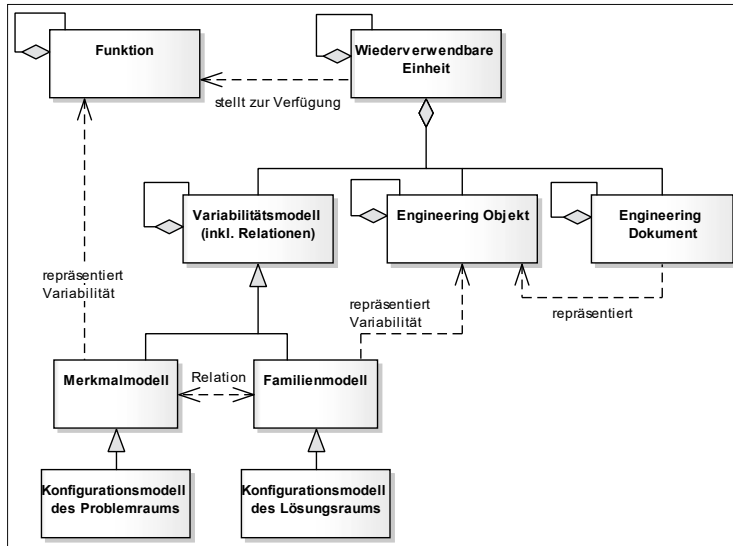 Funktion
Wiederverwendbare
Einheit
stellt zur Verfügung
Variabilitätsmodell
(inkl. Relationen)
Engineering Objekt
Engineering
Dokument
repräsentiert
Variabilität
repräsentiert
Variabilität
repräsentiert
Merkmalmodell
Relation
Familienmodell
Konfigurationsmodell
des Problemraums
Konfigurationsmodell
des Lösungsraums